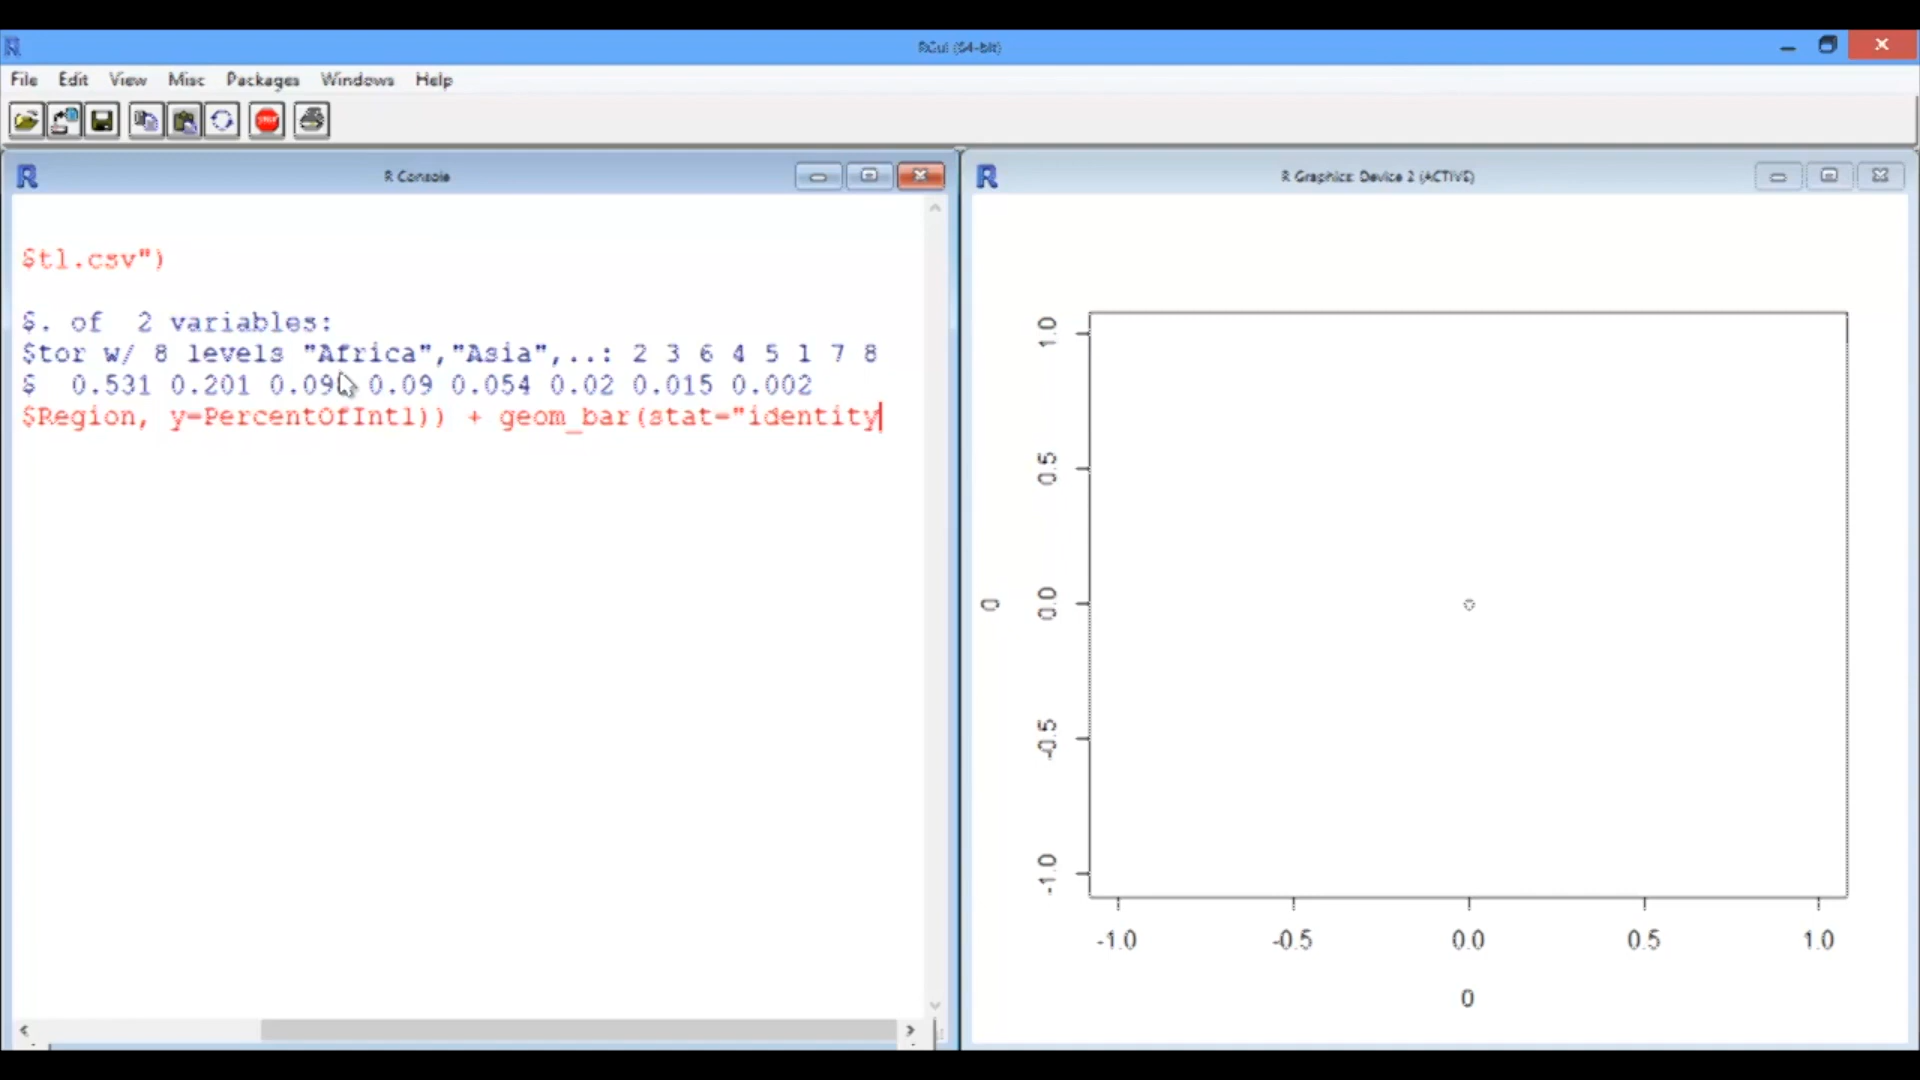 RGui (64-bit)
File Edit View Misc Packages Windows Help
STOP
R Console
$tl.csv")
$. of 2 variables:
$tor w/ 8 levels "Africa","Asia",..: 2 3 6 4 5 1 7 8
$ 0.531 0.201 0.09 0.09 0.054 0.02 0.015 0.002
$Region, y=PercentOfIntl)) + geom_bar(stat="identity
R Graphics: Device 2 (ACTIVE)
1.0
0.5
0.0
-0.5
-1.0
0
-1.0 -0.5 0.0 0.5 1.0
0